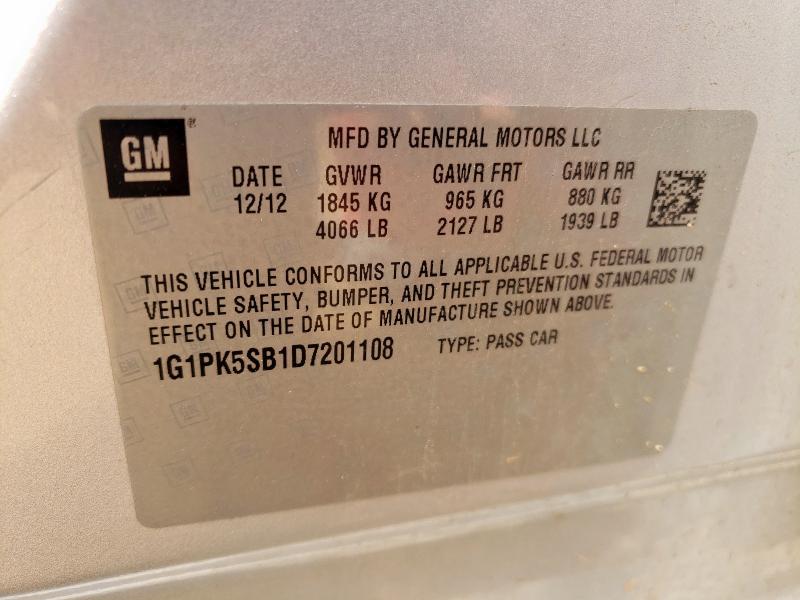 GM
MFD BY GENERAL MOTORS LLC
DATE GVWR GAWR FRT GAWR RR
12/12 1845 KG 965 KG 880 KG
4066 LB 2127 LB 1939 LB
THIS VEHICLE CONFORMS TO ALL APPLICABLE U.S. FEDERAL MOTOR
VEHICLE SAFETY, BUMPER, AND THEFT PREVENTION STANDARDS IN
EFFECT ON THE DATE OF MANUFACTURE SHOWN ABOVE.
1G1PK5SB1D7201108 TYPE: PASS CAR